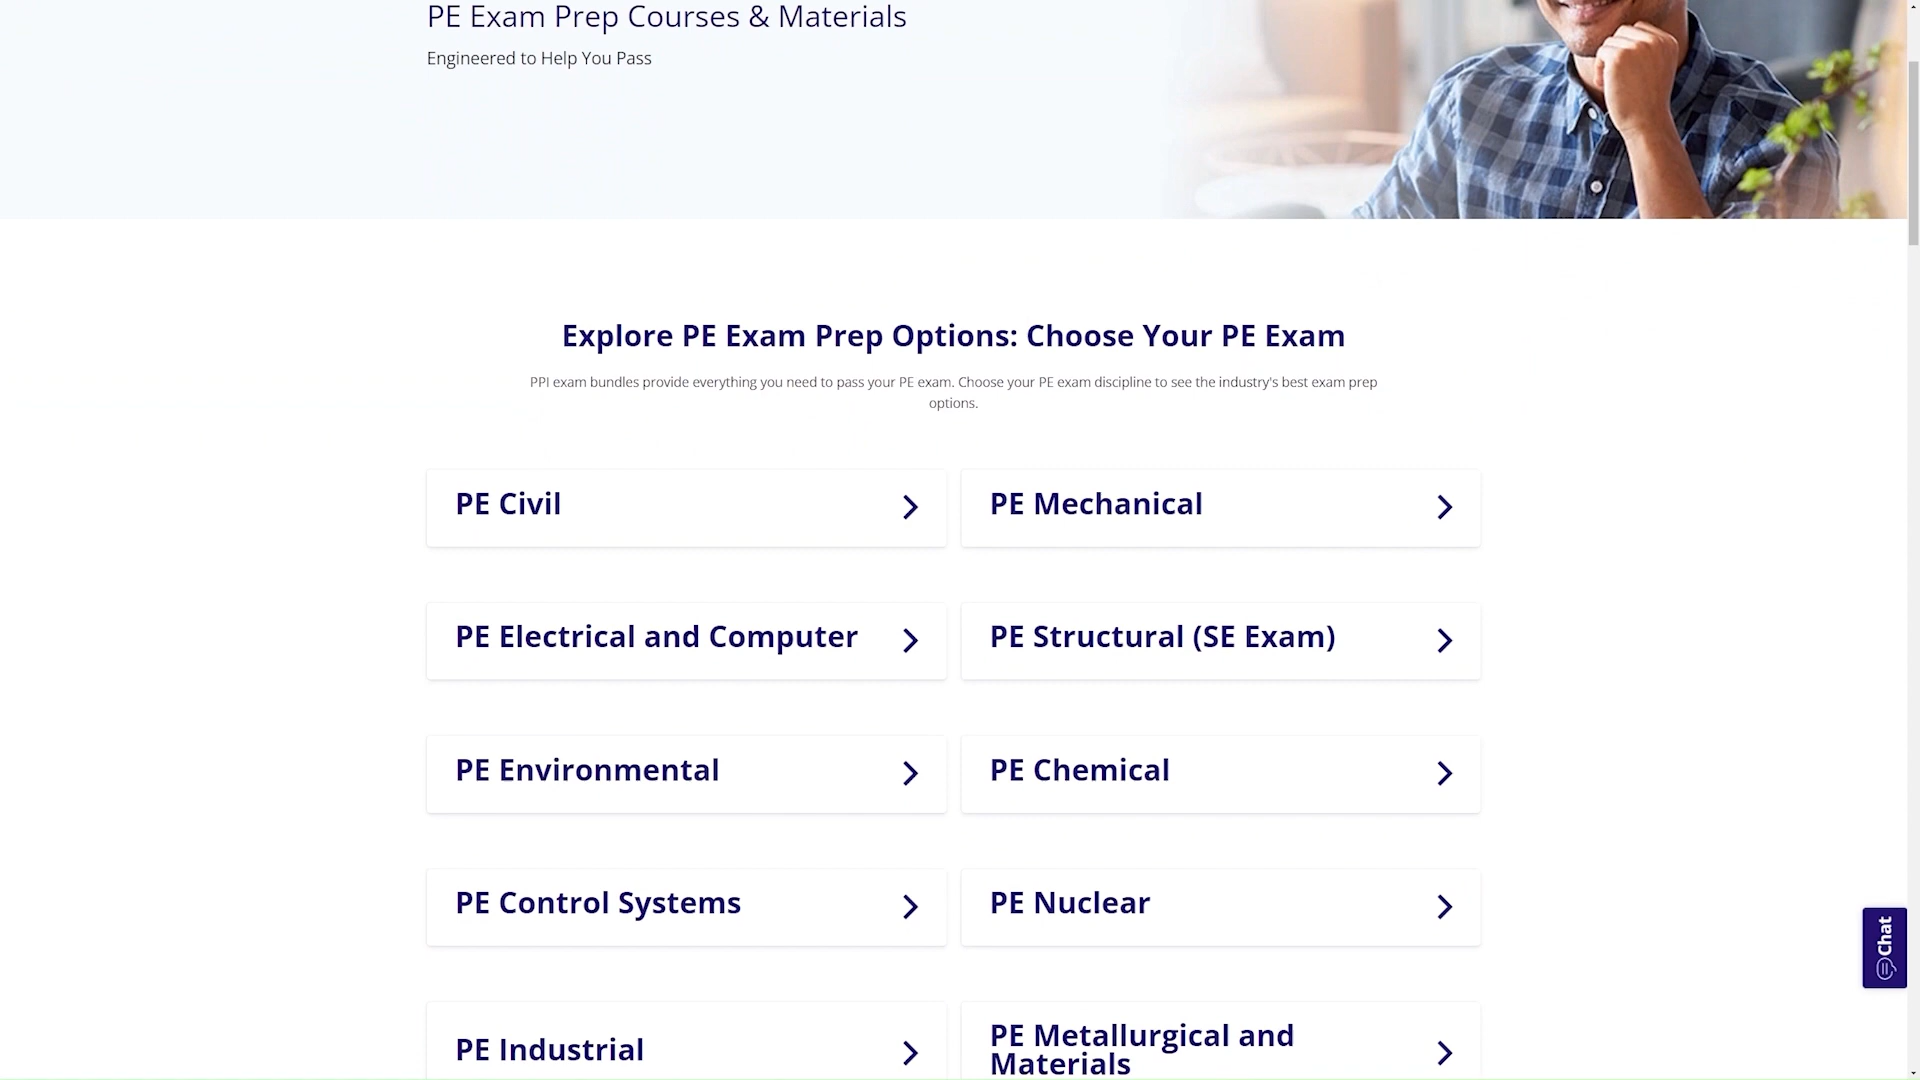 PE Exam Prep Courses & Materials
Engineered to Help You Pass
Explore PE Exam Prep Options: Choose Your PE Exam
PPI exam bundles provide everything you need to pass your PE exam. Choose your PE exam discipline to see the industry's best exam prep
options.
PE Civil
PE Mechanical
PE Electrical and Computer
PE Structural (SE Exam)
PE Environmental
PE Chemical
PE Control Systems
PE Nuclear
Chat
PE Industrial
PE Metallurgical and
Materials